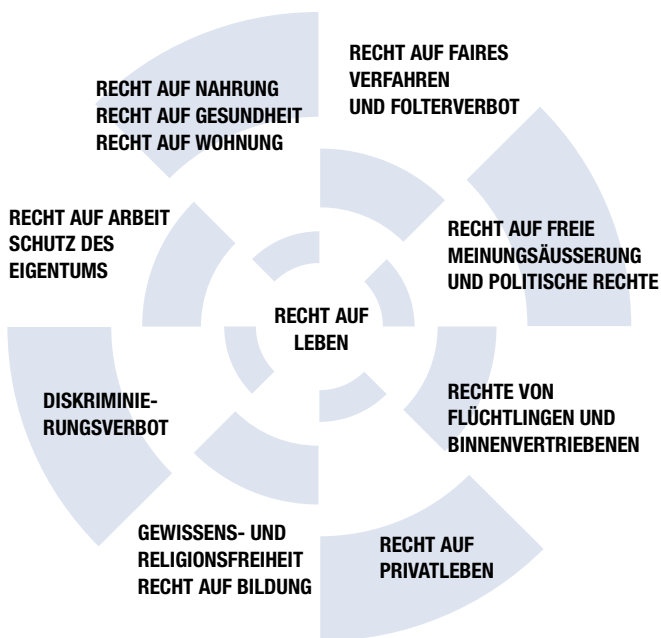 RECHT AUF FAIRES
VERFAHREN
UND FOLTERVERBOT
RECHT AUF NAHRUNG
RECHT AUF GESUNDHEIT
RECHT AUF WOHNUNG
RECHT AUF ARBEIT
SCHUTZ DES
EIGENTUMS
RECHT AUF FREIE
MEINUNGSÄUSSERUNG
UND POLITISCHE RECHTE
RECHT AUF
LEBEN
DISKRIMINIE-
RUNGSVERBOT
RECHTE VON
FLÜCHTLINGEN UND
BINNENVERTRIEBENEN
GEWISSENS- UND
RELIGIONSFREIHEIT
RECHT AUF BILDUNG
RECHT AUF
PRIVATLEBEN